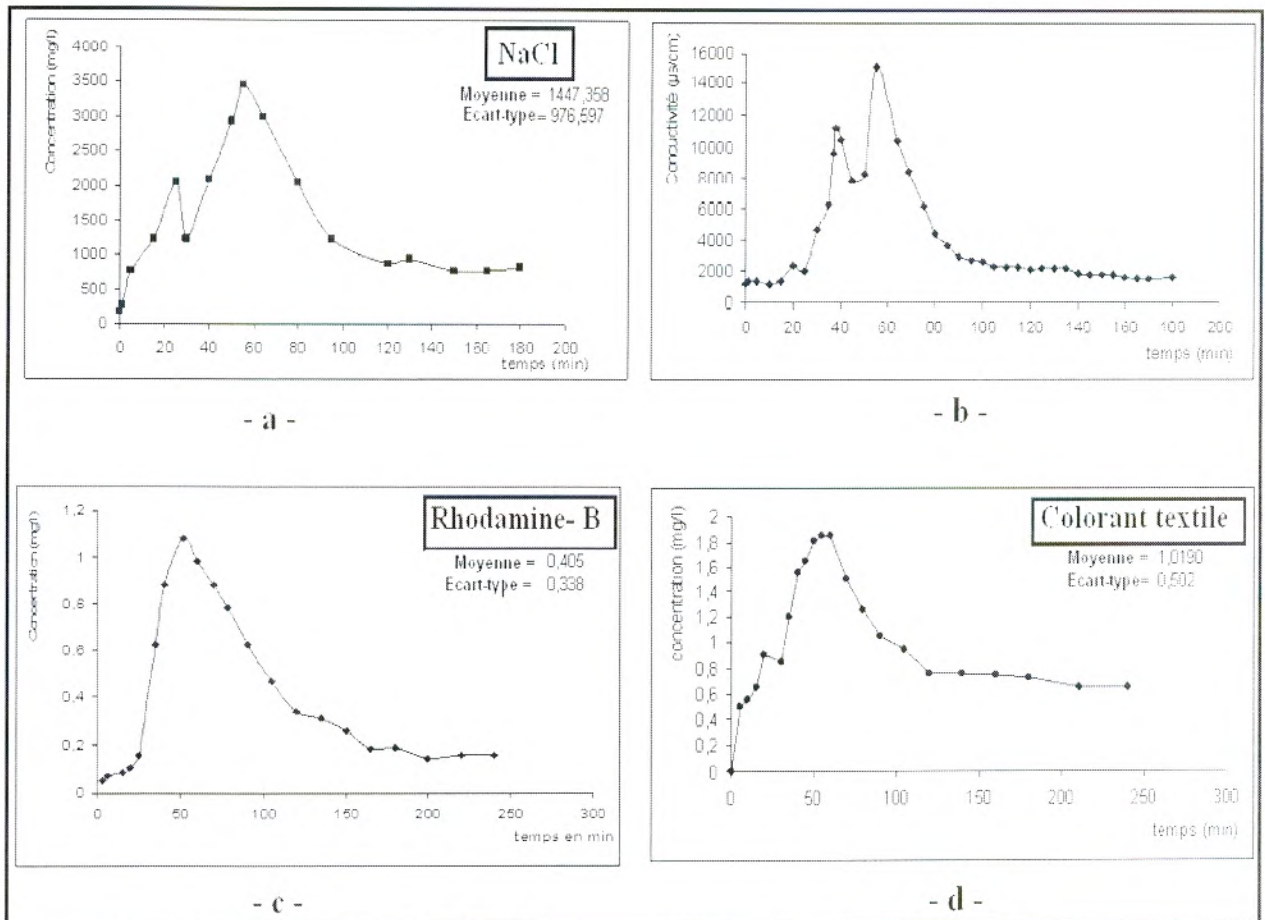 NaCl
Moyenne = 1447,358
Ecart-type= 976,597
Concentration (mg/l)
4000
3500
3000
2500
2000
1500
1000
500
0
0 20 40 60 80 100 120 140 160 180 200
temps (min)
- a -
Conductivité (µs/cm)
16000
14000
12000
10000
8000
6000
4000
2000
0
0 20 40 60 00 100 120 140 160 100 200
temps (min)
- b -
Rhodamine- B
Moyenne = 0,405
Ecart-type = 0,338
Concentration (mg/l)
1,2
1
0,8
0,6
0,4
0,2
0
0 50 100 150 200 250 300
temps en min
- c -
Colorant textile
Moyenne = 1,0190
Ecart-type= 0,502
concentration (mg/l)
2
1,8
1,6
1,4
1,2
1
0,8
0,6
0,4
0,2
0
0 50 100 150 200 250 300
temps (min)
- d -